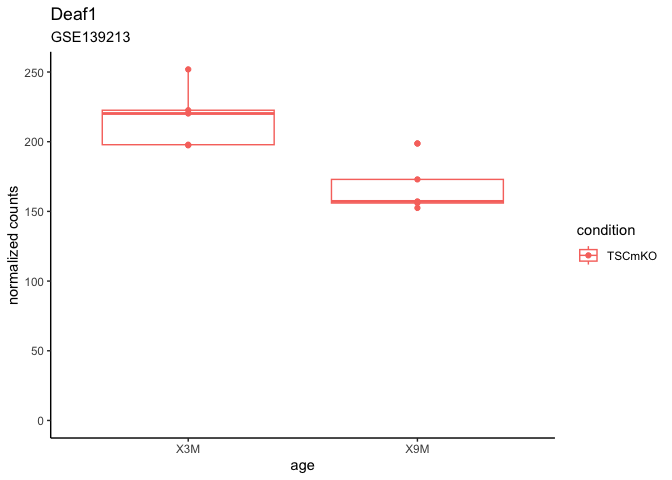 Deaf1
GSE139213
250
200
150
100
50
0
normalized counts
X3M
X9M
age
condition
TSCmKO